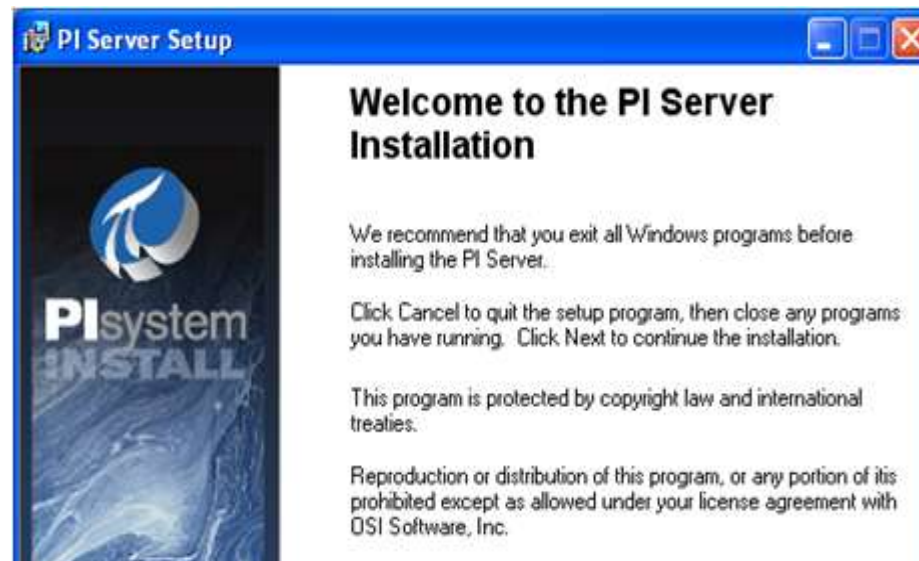 PI Server Setup
Welcome to the PI Server
Installation
We recommend that you exit all Windows programs before
installing the PI Server.
Click Cancel to quit the setup program, then close any programs
you have running. Click Next to continue the installation.
This program is protected by copyright law and international
treaties.
Reproduction or distribution of this program, or any portion of itis
prohibited except as allowed under your license agreement with
OSI Software, Inc.
PIsystem
INSTALL